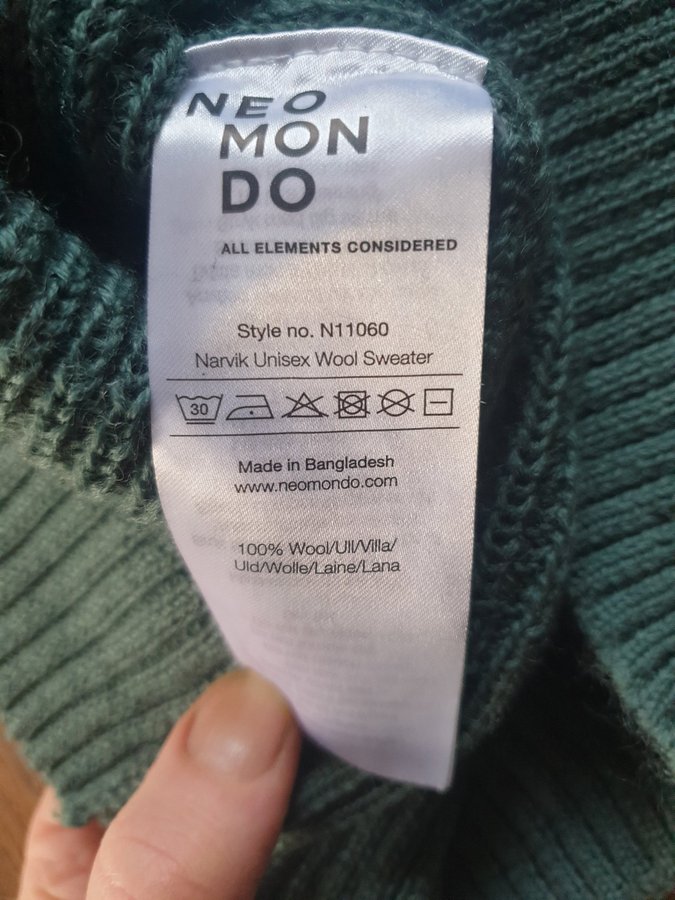 NEO
MON
DO
ALL ELEMENTS CONSIDERED
Style no. N11060
Narvik Unisex Wool Sweater
30
Made in Bangladesh
www.neomondo.com
100% Wool/Ull/Villa/
Uld/Wolle/Laine/Lana